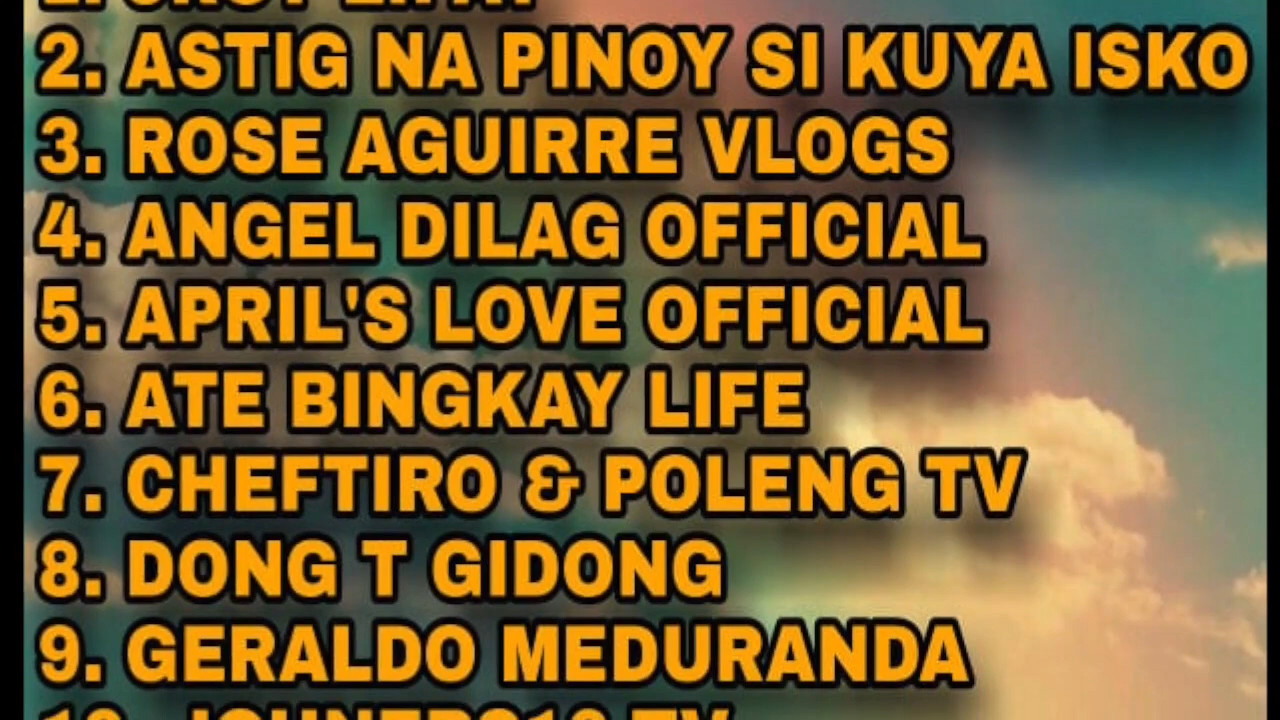 2. ASTIG NA PINOY SI KUYA ISKO
3. ROSE AGUIRRE VLOGS
4. ANGEL DILAG OFFICIAL
5. APRIL'S LOVE OFFICIAL
6. ATE BINGKAY LIFE
7. CHEFTIRO & POLENG TV
8. DONG T GIDONG
9. GERALDO MEDURANDA